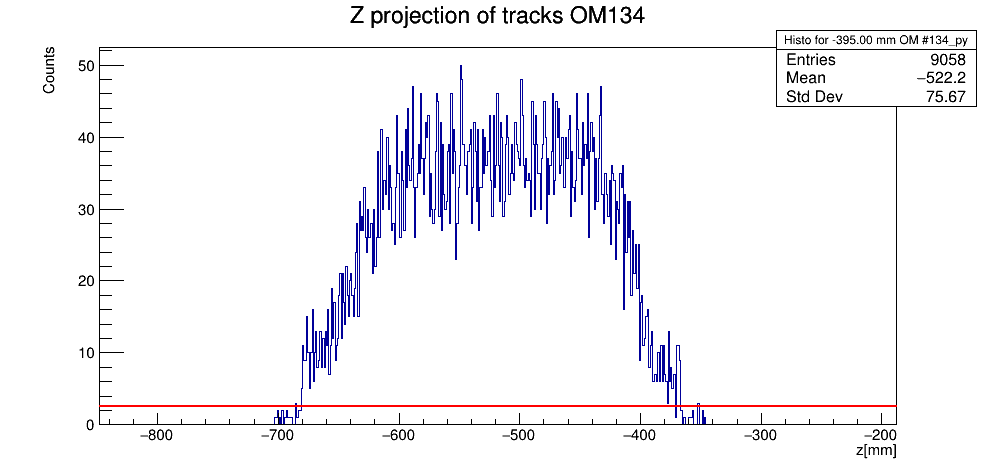 Z projection of tracks OM134
Histo for -395.00 mm OM #134_py
Entries 9058
Mean −522.2
Std Dev 75.67
Counts
50
40
30
20
10
0
−800 −700 −600 −500 −400 −300 −200
z[mm]